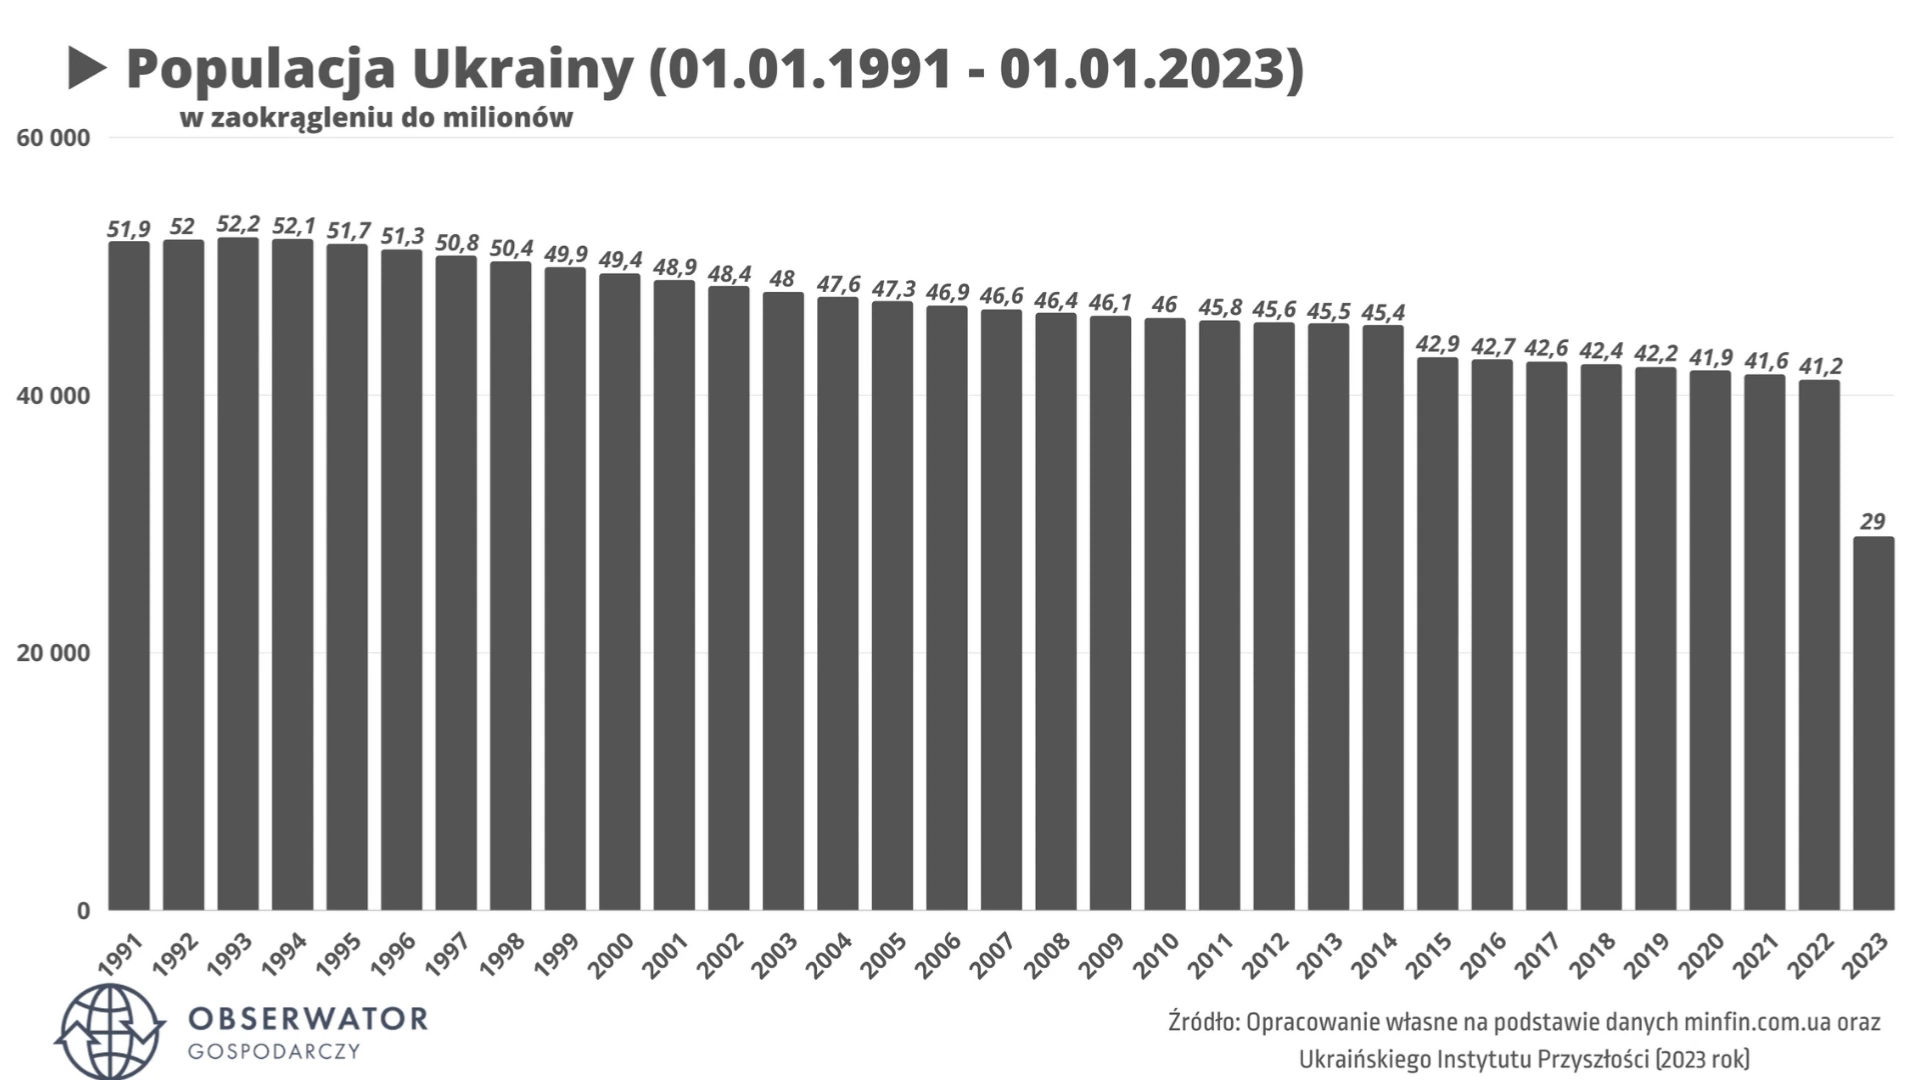 Populacja Ukrainy (01.01.1991 - 01.01.2023)
w zaokrągleniu do milionów
60 000
40 000
20 000
0
51,9 52 52,2 52,1 51,7 51,3 50,8 50,4 49,9 49,4 48,9 48,4 48 47,6 47,3 46,9 46,6 46,4 46,1 46 45,8 45,6 45,5 45,4 42,9 42,7 42,6 42,4 42,2 41,9 41,6 41,2 29
1991 1992 1993 1994 1995 1996 1997 1998 1999 2000 2001 2002 2003 2004 2005 2006 2007 2008 2009 2010 2011 2012 2013 2014 2015 2016 2017 2018 2019 2020 2021 2022 2023
OBSERWATOR
GOSPODARCZY
Źródło: Opracowanie własne na podstawie danych minfin.com.ua oraz
Ukraińskiego Instytutu Przyszłości (2023 rok)